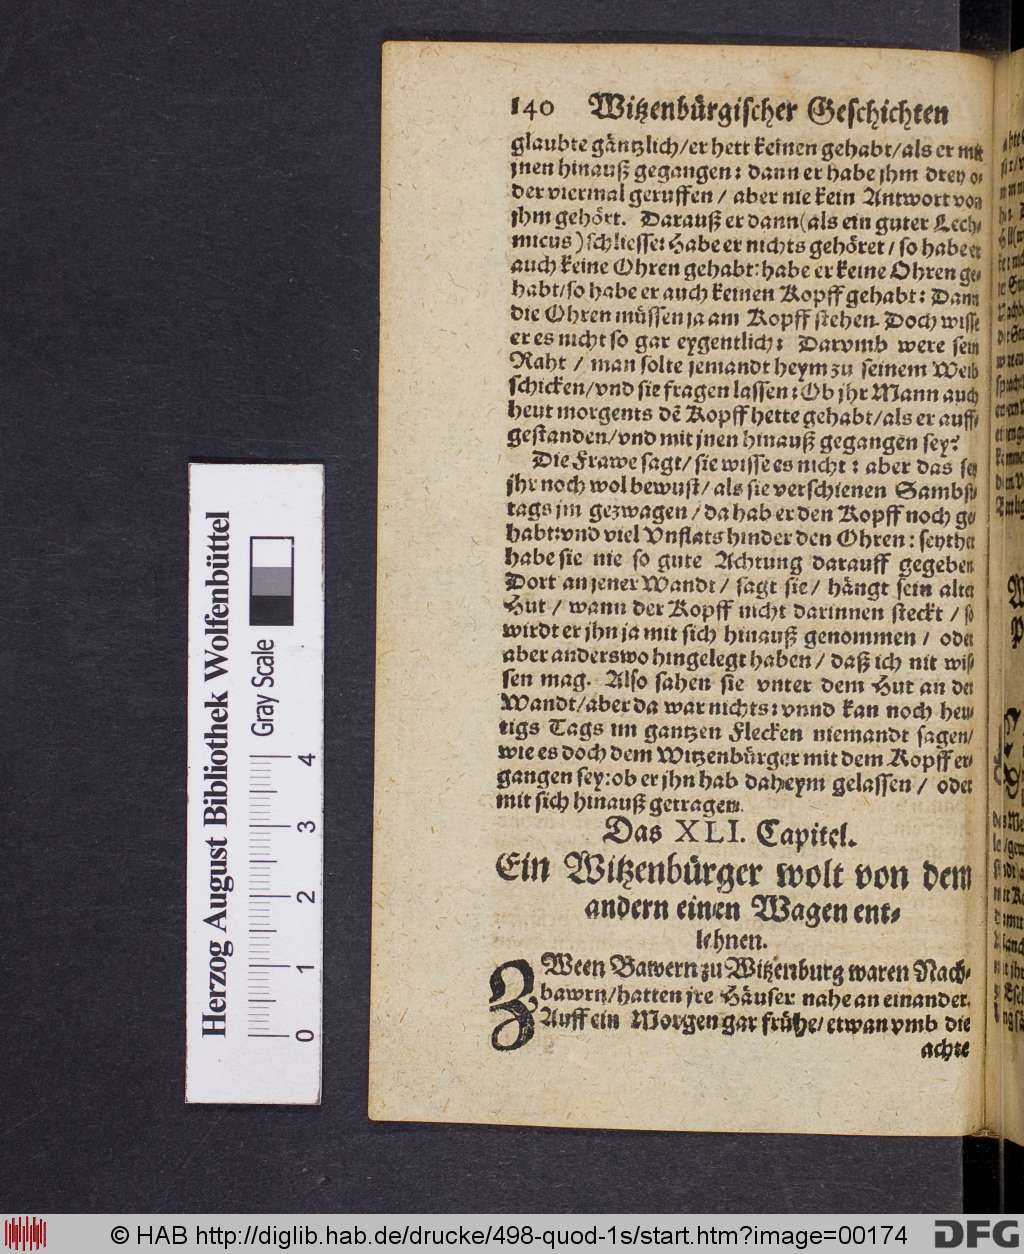 140 Witzenbürgischer Geschichten
glaubte gäntzlich/er hett keinen gehabt/als er mit
jnen hinauß gegangen: dann er habe jhm drey o-
der viermal geruffen / aber nie kein Antwort von
jhm gehört. Darauß er dann (als ein guter Lech-
nicus) schliesse: Habe er nichts gehöret / so habe er
auch keine Ohren gehabt: habe er keine Ohren ge-
habt/so habe er auch keinen Kopff gehabt: Dann
die Ohren müssen ja am Kopff stehen. Doch wisse
er es nicht so gar eygentlich: Darvmb were sein
Raht / man solte jemandt heym zu seinem Weib
schicken/vnd sie fragen lassen: Ob jhr Mann auch
heut morgents dẽ Kopff hette gehabt/als er auff-
gestanden/vnd mit jnen hinauß gegangen sey?
Die Frawe sagt/ sie wisse es nicht: aber das sey
jhr noch wol bewust/ als sie verschienen Sambs-
tags jm gezwagen / da hab er den Kopff noch ge-
habt: vnd viel Vnflats hinder den Ohren: seyther
habe sie nie so gute Achtung darauff gegeben
Dort an jener Wandt / sagt sie / hängt sein alter
Hut / wann der Kopff nicht darinnen steckt / so
wirdt er jhn ja mit sich hinauß genommen / oder
aber anderswo hingelegt haben / daß ich nit wis-
sen mag. Also sahen sie vnter dem Hut an der
Wandt/aber da war nichts: vnnd kan noch heu-
tigs Tags im gantzen Flecken niemandt sagen/
wie es doch dem Witzenbürger mit dem Kopff er-
gangen sey: ob er jhn hab daheym gelassen / oder
mit sich hinauß getragen.
Das XLI. Capitel.
Ein Witzenbürger wolt von dem
andern einen Wagen ent-
lehnen.
ZWeen Bawern zu Witzenburg waren Nach-
bawrn/hatten jre Häuser nahe an einander.
Auff ein Morgen gar frühe/ etwan vmb die
achte
Herzog August Bibliothek Wolfenbüttel
Gray Scale
0 1 2 3 4
© HAB http://diglib.hab.de/drucke/498-quod-1s/start.htm?image=00174
DFG